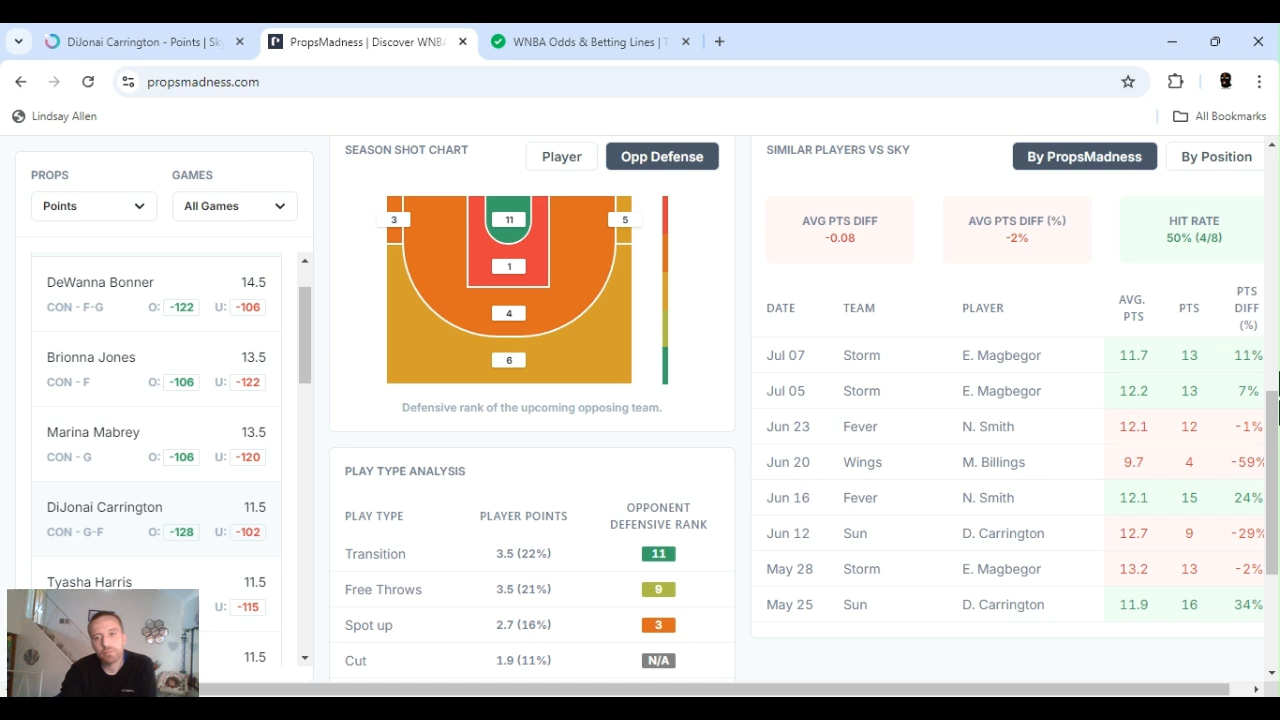 DiJonai Carrington - Points | Sk
PropsMadness | Discover WNBA
WNBA Odds & Betting Lines | T
propsmadness.com
Lindsay Allen
All Bookmarks
PROPS
GAMES
Points
All Games
DeWanna Bonner 14.5
CON - F-G O: -122 U: -106
Brionna Jones 13.5
CON - F O: -106 U: -122
Marina Mabrey 13.5
CON - G O: -106 U: -120
DiJonai Carrington 11.5
CON - G-F O: -128 U: -102
Tyasha Harris 11.5
U: -115
11.5
SEASON SHOT CHART
Player
Opp Defense
3 11 5
1
4
6
Defensive rank of the upcoming opposing team.
PLAY TYPE ANALYSIS
PLAY TYPE PLAYER POINTS OPPONENT DEFENSIVE RANK
Transition 3.5 (22%) 11
Free Throws 3.5 (21%) 9
Spot up 2.7 (16%) 3
Cut 1.9 (11%) N/A
SIMILAR PLAYERS VS SKY
By PropsMadness
By Position
AVG PTS DIFF
-0.08
AVG PTS DIFF (%)
-2%
HIT RATE
50% (4/8)
DATE TEAM PLAYER AVG. PTS PTS PTS DIFF (%)
Jul 07 Storm E. Magbegor 11.7 13 11%
Jul 05 Storm E. Magbegor 12.2 13 7%
Jun 23 Fever N. Smith 12.1 12 -1%
Jun 20 Wings M. Billings 9.7 4 -59%
Jun 16 Fever N. Smith 12.1 15 24%
Jun 12 Sun D. Carrington 12.7 9 -29%
May 28 Storm E. Magbegor 13.2 13 -2%
May 25 Sun D. Carrington 11.9 16 34%